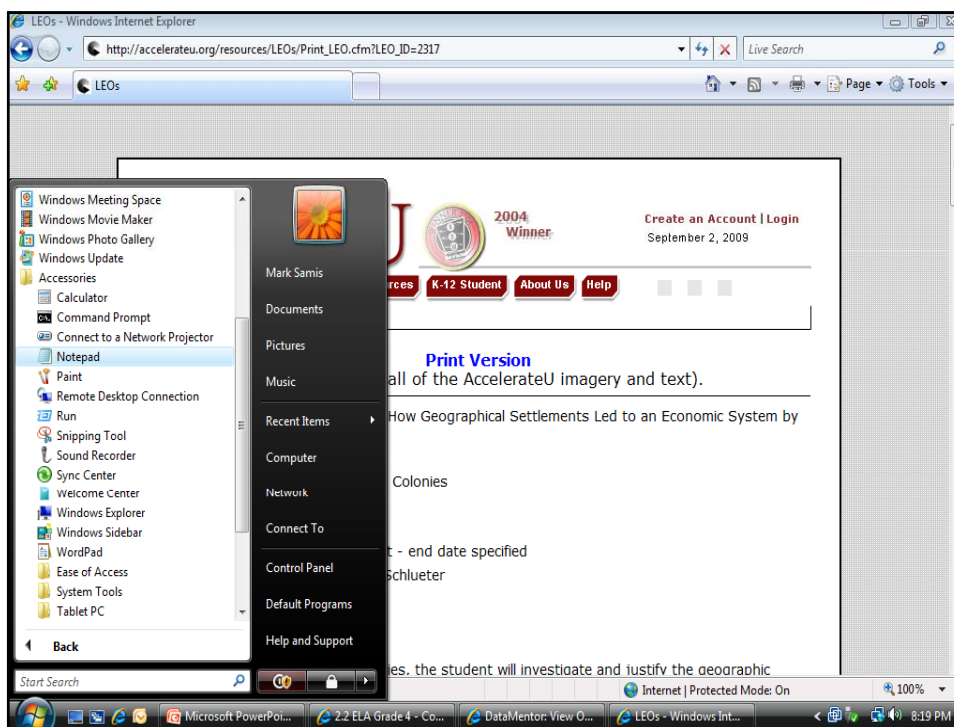 LEOs - Windows Internet Explorer
http://accelerateu.org/resources/LEOs/Print_LEO.cfm?LEO_ID=2317
Live Search
LEOs
Page
Tools
U
2004
Winner
Create an Account | Login
September 2, 2009
rces
K-12 Student
About Us
Help
Print Version
all of the AccelerateU imagery and text).
How Geographical Settlements Led to an Economic System by
Colonies
t - end date specified
Schlueter
ies, the student will investigate and justify the geographic
Windows Meeting Space
Windows Movie Maker
Windows Photo Gallery
Windows Update
Accessories
Calculator
Command Prompt
Connect to a Network Projector
Notepad
Paint
Remote Desktop Connection
Run
Snipping Tool
Sound Recorder
Sync Center
Welcome Center
Windows Explorer
Windows Sidebar
WordPad
Ease of Access
System Tools
Tablet PC
Back
Start Search
Mark Samis
Documents
Pictures
Music
Recent Items
Computer
Network
Connect To
Control Panel
Default Programs
Help and Support
Internet | Protected Mode: On
100%
Microsoft PowerPoi...
2.2 ELA Grade 4 - Co...
DataMentor: View O...
LEOs - Windows Int...
8:19 PM